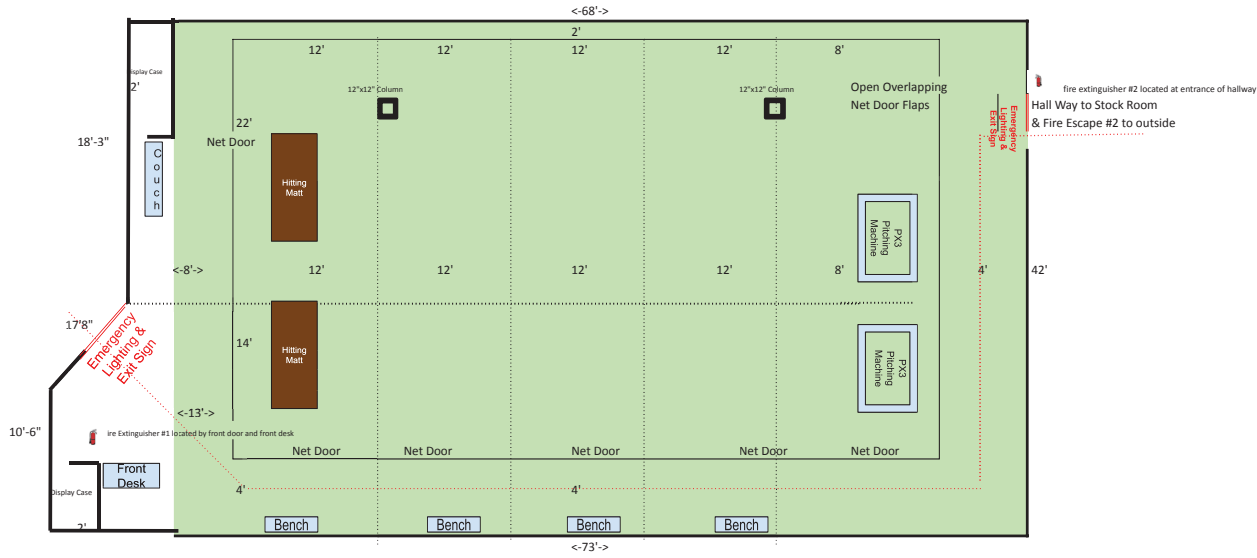 <-68'->
2'
12' 12' 12' 12' 8'
isplay Case
2'
12"x12" Column
12"x12" Column
Open Overlapping
Net Door Flaps
fire extinguisher #2 located at entrance of hallway
Hall Way to Stock Room
& Fire Escape #2 to outside
Emergency
Lighting &
Exit Sign
22'
Net Door
18'-3"
Couch
Hitting
Matt
PX3
Pitching
Machine
<-8'->
12' 12' 12' 12' 8' 4' 42'
17'8"
Emergency
Lighting &
Exit Sign
14'
Hitting
Matt
PX3
Pitching
Machine
<-13'->
10'-6"
ire Extinguisher #1 located by front door and front desk
Net Door Net Door Net Door Net Door Net Door
Front
Desk
Display Case
4' 4'
2'
Bench Bench Bench Bench
<-73'->